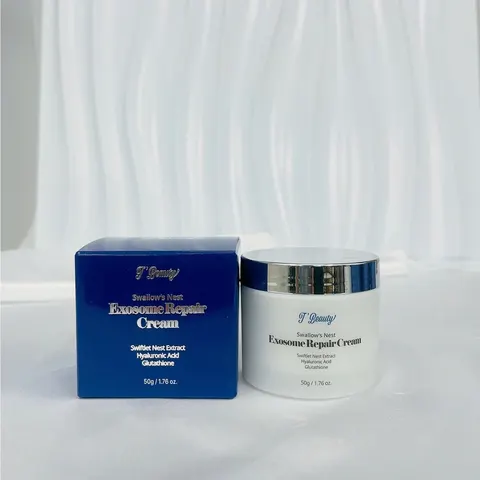 T' Beauty
Swallow's Nest
Exosome Repair
Cream
Swiftlet Nest Extract
Hyaluronic Acid
Glutathione
50g / 1.76 oz.
T' Beauty
Swallow's Nest
Exosome Repair Cream
Swiftlet Nest Extract
Hyaluronic Acid
Glutathione
50g / 1.76 oz.